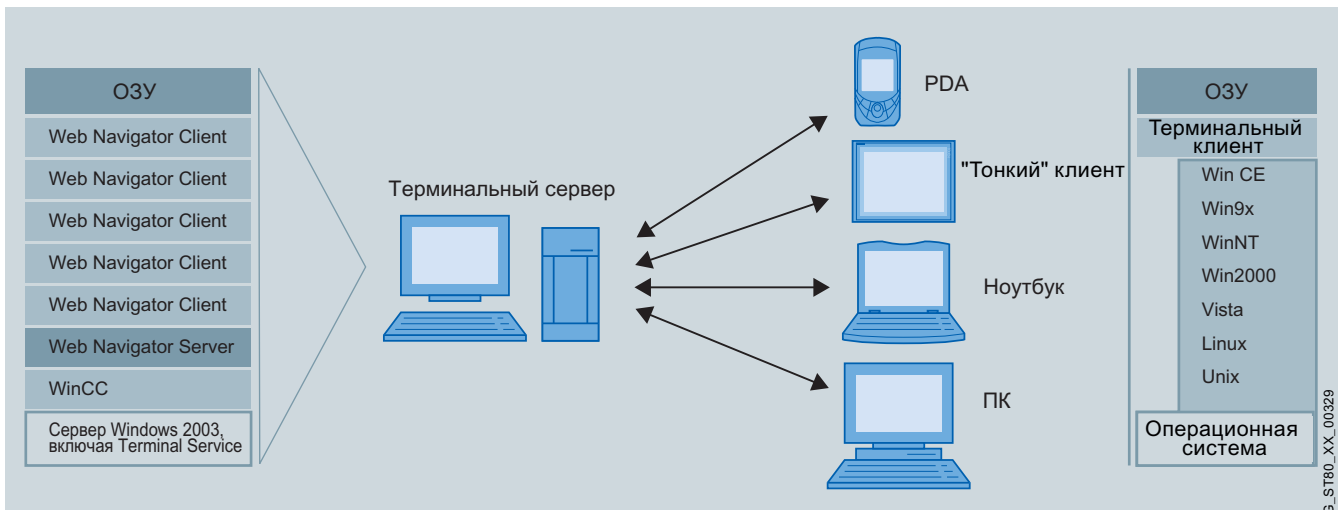 ОЗУ
Web Navigator Client
Web Navigator Client
Web Navigator Client
Web Navigator Client
Web Navigator Client
Web Navigator Server
WinCC
Сервер Windows 2003,
включая Terminal Service
Терминальный сервер
PDA
"Тонкий" клиент
Ноутбук
ПК
ОЗУ
Терминальный
клиент
Win CE
Win9x
WinNT
Win2000
Vista
Linux
Unix
Операционная
система
G_ST80_XX_00329